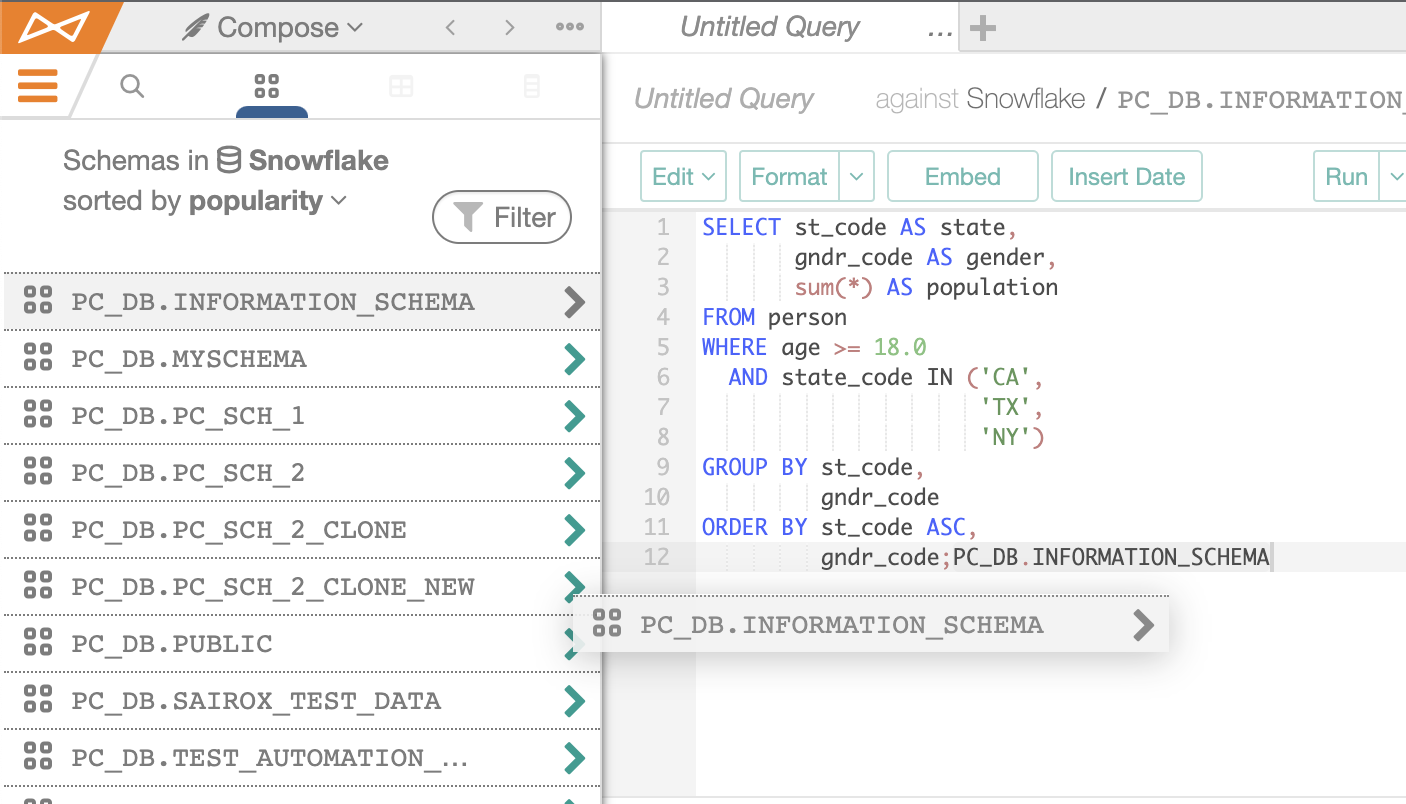 Compose
Untitled Query ...
Untitled Query against Snowflake / PC_DB.INFORMATION_
Schemas in Snowflake
sorted by popularity
Filter
Edit Format Embed Insert Date Run
PC_DB.INFORMATION_SCHEMA
PC_DB.MYSCHEMA
PC_DB.PC_SCH_1
PC_DB.PC_SCH_2
PC_DB.PC_SCH_2_CLONE
PC_DB.PC_SCH_2_CLONE_NEW
PC_DB.PUBLIC
PC_DB.SAIROX_TEST_DATA
PC_DB.TEST_AUTOMATION_...
1 SELECT st_code AS state,
2 gndr_code AS gender,
3 sum(*) AS population
4 FROM person
5 WHERE age >= 18.0
6 AND state_code IN ('CA',
7 'TX',
8 'NY')
9 GROUP BY st_code,
10 gndr_code
11 ORDER BY st_code ASC,
12 gndr_code;PC_DB.INFORMATION_SCHEMA
PC_DB.INFORMATION_SCHEMA